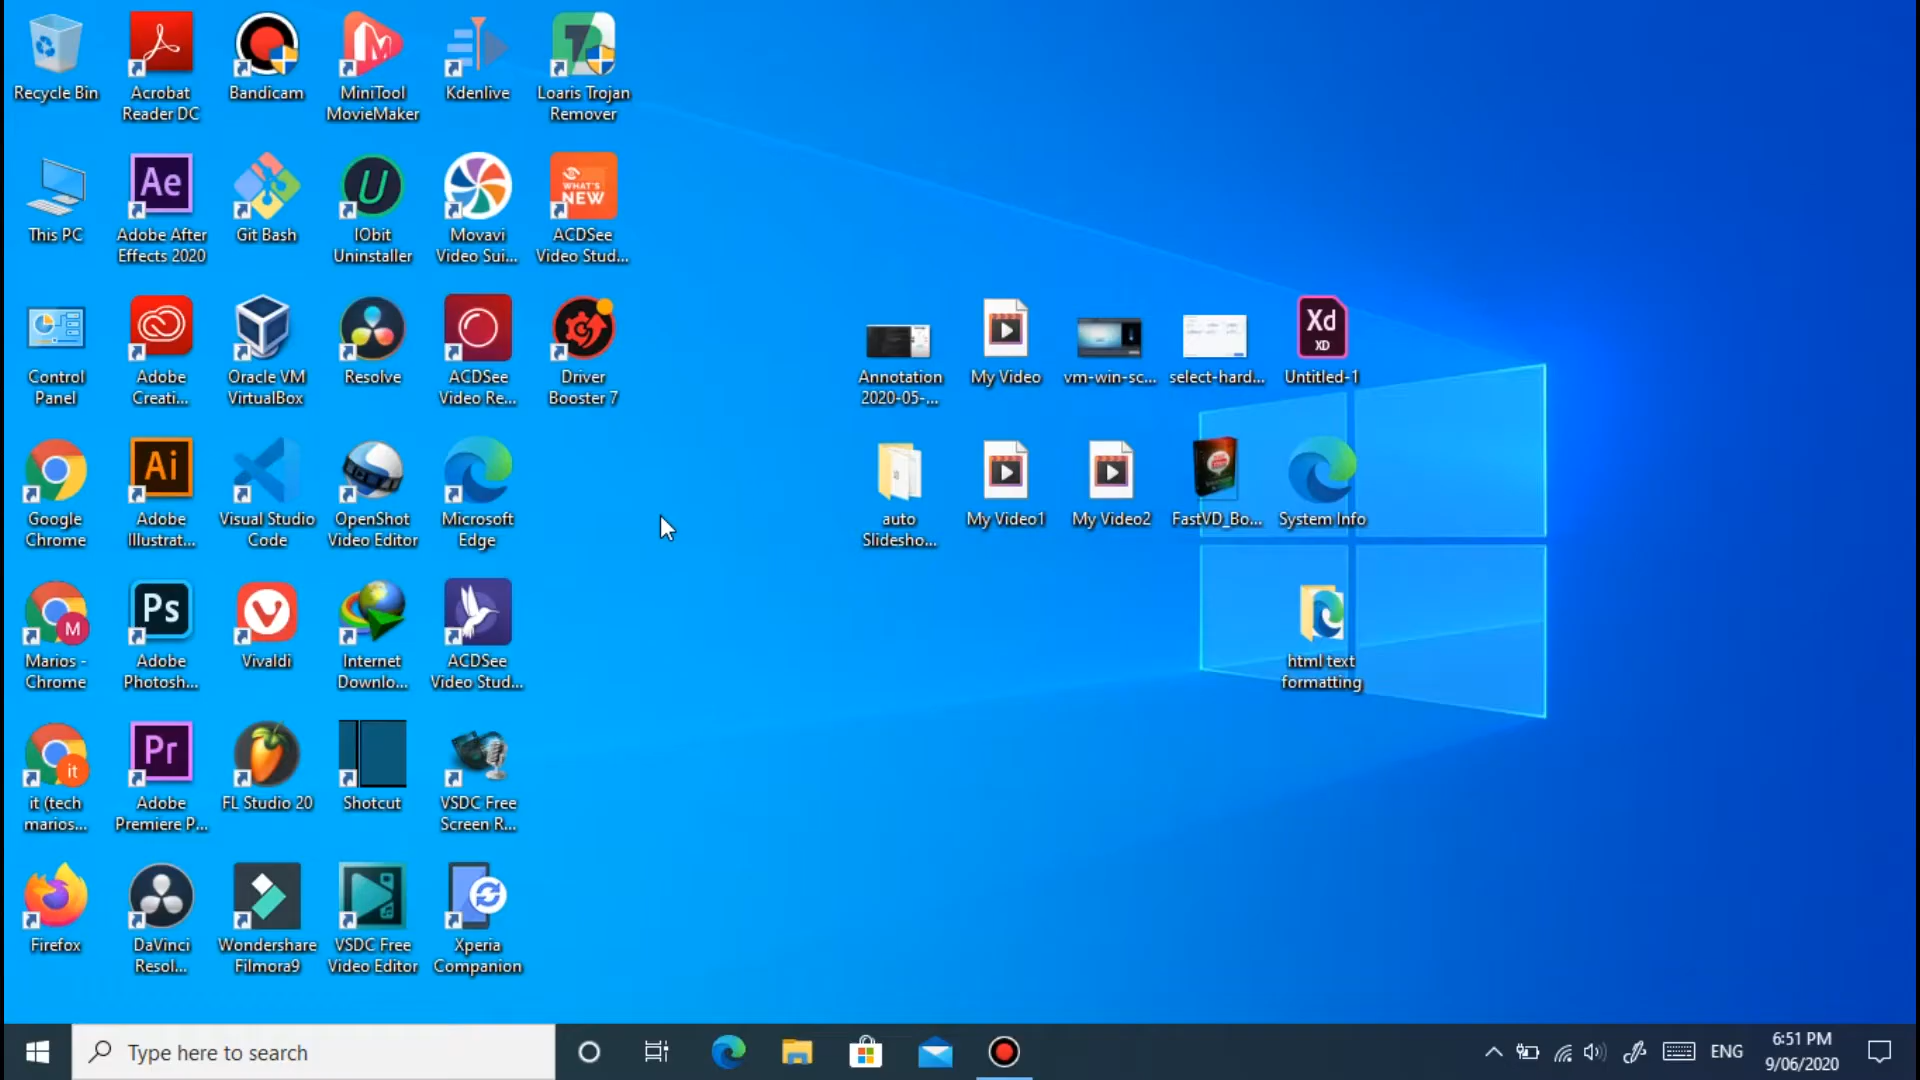 Recycle Bin
Acrobat
Reader DC
Bandicam
MiniTool
MovieMaker
Kdenlive
Loaris Trojan
Remover
This PC
Ae
Adobe After
Effects 2020
Git Bash
U
IObit
Uninstaller
Movavi
Video Sui...
WHAT'S
NEW
ACDSee
Video Stud...
Control
Panel
Adobe
Creati...
Oracle VM
VirtualBox
Resolve
ACDSee
Video Re...
Driver
Booster 7
Annotation
2020-05-...
My Video
vm-win-sc...
select-hard...
Xd
XD
Untitled-1
Google
Chrome
Ai
Adobe
Illustrat...
Visual Studio
Code
OpenShot
Video Editor
Microsoft
Edge
auto
Slidesho...
My Video1
My Video2
FastVD_Bo...
System Info
M
Marios -
Chrome
Ps
Adobe
Photosh...
Vivaldi
Internet
Downlo...
ACDSee
Video Stud...
html text
formatting
it
it (tech
marios...
Pr
Adobe
Premiere P...
FL Studio 20
Shotcut
VSDC Free
Screen R...
Firefox
DaVinci
Resol...
Wondershare
Filmora9
VSDC Free
Video Editor
Xperia
Companion
Type here to search
ENG
6:51 PM
9/06/2020